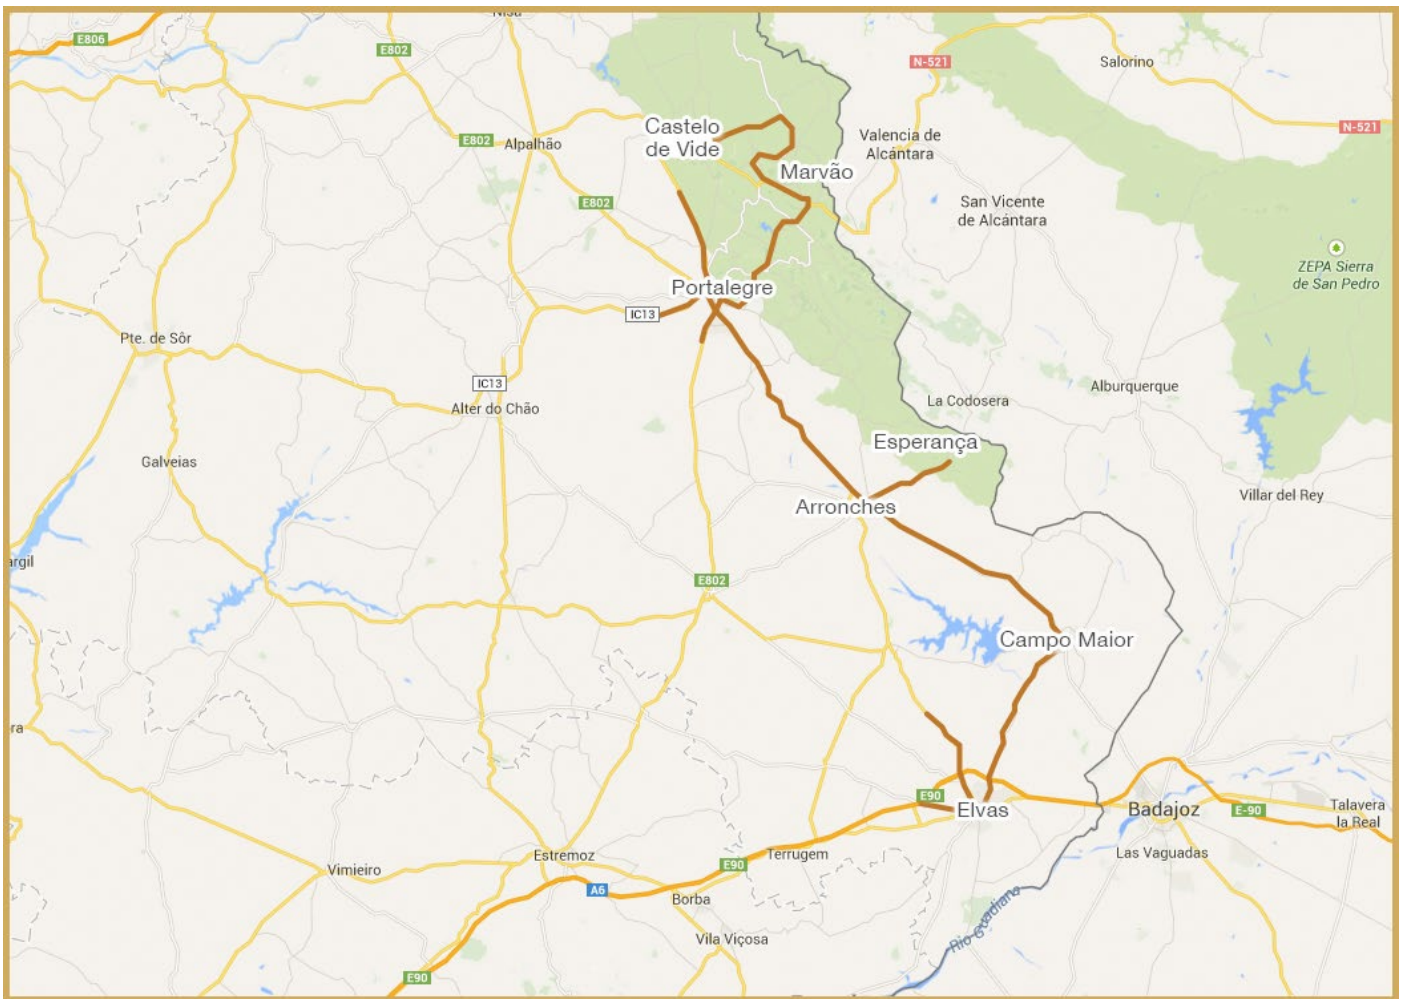 Nisa
E806
E802
Salorino
N-521
N-521
Castelo
de Vide
E802
Alpalhão
Valencia de
Alcántara
Marvão
E802
San Vicente
de Alcántara
ZEPA Sierra
de San Pedro
Portalegre
IC13
Pte. de Sôr
IC13
Alter do Chão
Alburquerque
La Codosera
Esperança
Galveias
Villar del Rey
Arronches
argil
E802
Campo Maior
ra
E90
Elvas
Badajoz
E-90
Talavera
la Real
Estremoz
Terrugem
Las Vaguadas
Vimieiro
E90
A6
Borba
Rio Guadiana
Vila Viçosa
E90